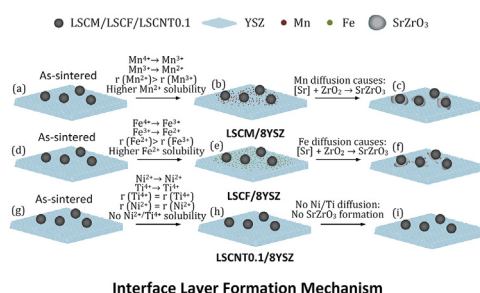 LSCM/LSCF/LSCNT0.1 YSZ Mn Fe SrZrO₃
As-sintered
Mn⁴⁺→ Mn³⁺
Mn³⁺→ Mn²⁺
r (Mn²⁺)> r (Mn³⁺)
Higher Mn²⁺ solubility
Mn diffusion causes:
[Sr] + ZrO₂ → SrZrO₃
(a)
(b)
(c)
LSCM/8YSZ
As-sintered
Fe⁴⁺→ Fe³⁺
Fe³⁺→ Fe²⁺
r (Fe²⁺)> r (Fe³⁺)
Higher Fe²⁺ solubility
Fe diffusion causes:
[Sr] + ZrO₂ → SrZrO₃
(d)
(e)
(f)
LSCF/8YSZ
As-sintered
Ni²⁺→ Ni²⁺
Ti⁴⁺→ Ti⁴⁺
r (Ti⁴⁺) = r (Ti⁴⁺)
r (Ni²⁺) = r (Ni²⁺)
No Ni²⁺/Ti⁴⁺ solubility
No Ni/Ti diffusion:
No SrZrO₃ formation
(g)
(h)
(i)
LSCNT0.1/8YSZ
Interface Layer Formation Mechanism